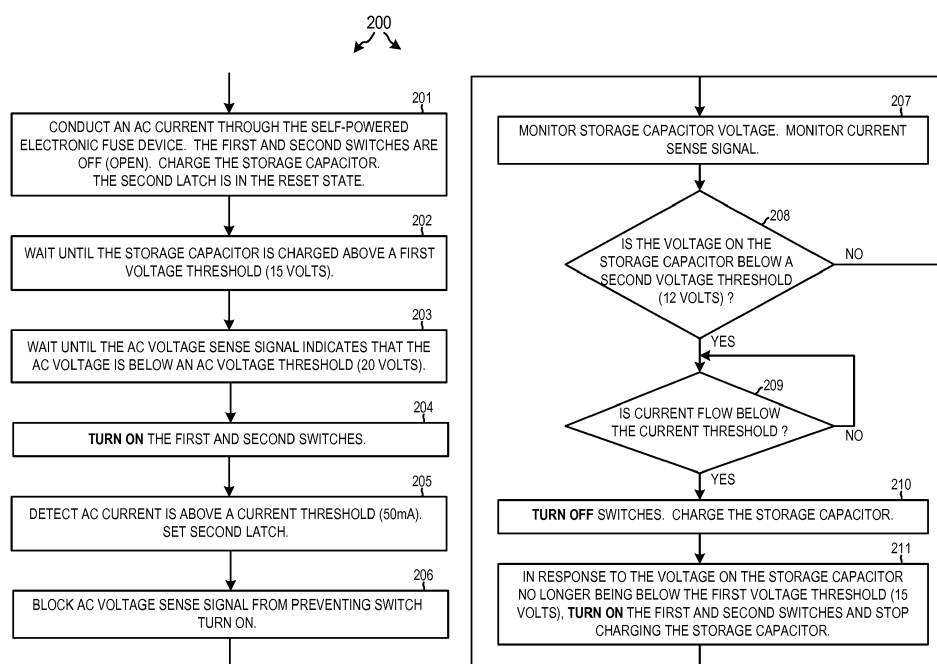 200
201
CONDUCT AN AC CURRENT THROUGH THE SELF-POWERED
ELECTRONIC FUSE DEVICE. THE FIRST AND SECOND SWITCHES ARE
OFF (OPEN). CHARGE THE STORAGE CAPACITOR.
THE SECOND LATCH IS IN THE RESET STATE.
202
WAIT UNTIL THE STORAGE CAPACITOR IS CHARGED ABOVE A FIRST
VOLTAGE THRESHOLD (15 VOLTS).
203
WAIT UNTIL THE AC VOLTAGE SENSE SIGNAL INDICATES THAT THE
AC VOLTAGE IS BELOW AN AC VOLTAGE THRESHOLD (20 VOLTS).
204
TURN ON THE FIRST AND SECOND SWITCHES.
205
DETECT AC CURRENT IS ABOVE A CURRENT THRESHOLD (50mA).
SET SECOND LATCH.
206
BLOCK AC VOLTAGE SENSE SIGNAL FROM PREVENTING SWITCH
TURN ON.
207
MONITOR STORAGE CAPACITOR VOLTAGE. MONITOR CURRENT
SENSE SIGNAL.
208
IS THE VOLTAGE ON THE
STORAGE CAPACITOR BELOW A
SECOND VOLTAGE THRESHOLD
(12 VOLTS) ?
NO
YES
209
IS CURRENT FLOW BELOW
THE CURRENT THRESHOLD ?
NO
YES
210
TURN OFF SWITCHES. CHARGE THE STORAGE CAPACITOR.
211
IN RESPONSE TO THE VOLTAGE ON THE STORAGE CAPACITOR
NO LONGER BEING BELOW THE FIRST VOLTAGE THRESHOLD (15
VOLTS), TURN ON THE FIRST AND SECOND SWITCHES AND STOP
CHARGING THE STORAGE CAPACITOR.